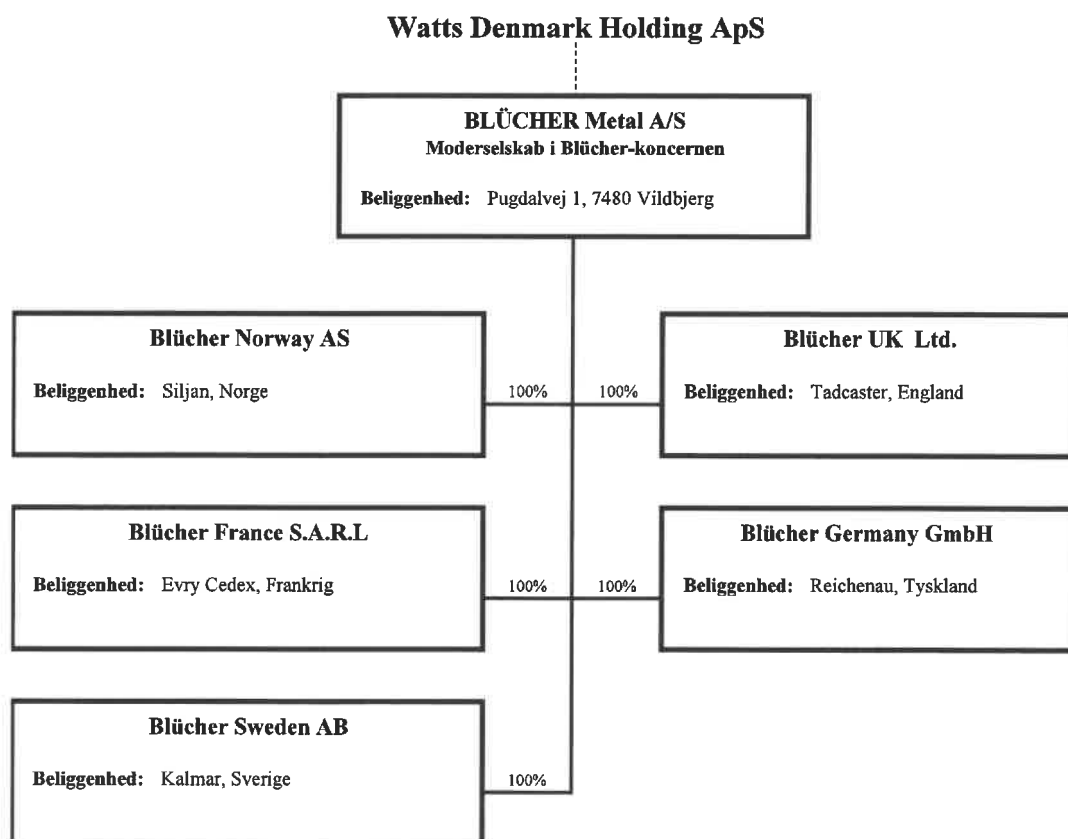 Watts Denmark Holding ApS
BLÜCHER Metal A/S
Moderselskab i Blücher-koncernen
Beliggenhed: Pugdalvej 1, 7480 Vildbjerg
Blücher Norway AS
Beliggenhed: Siljan, Norge
100%
100%
Blücher UK Ltd.
Beliggenhed: Tadcaster, England
Blücher France S.A.R.L
Beliggenhed: Evry Cedex, Frankrig
100%
100%
Blücher Germany GmbH
Beliggenhed: Reichenau, Tyskland
Blücher Sweden AB
Beliggenhed: Kalmar, Sverige
100%